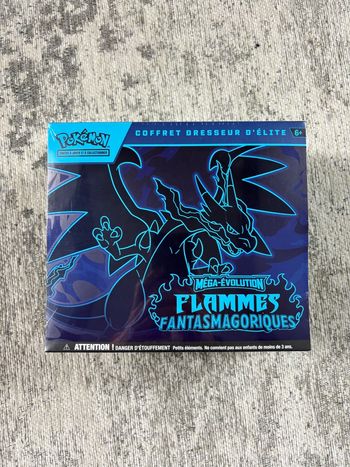 COFFRET DRESSEUR D'ÉLITE
6+
Pokémon
MÉGA-ÉVOLUTION
FLAMMES
FANTASMAGORIQUES
ATTENTION ! DANGER D'ÉTOUFFEMENT Petits éléments. Ne convient pas aux enfants de moins de 3 ans.